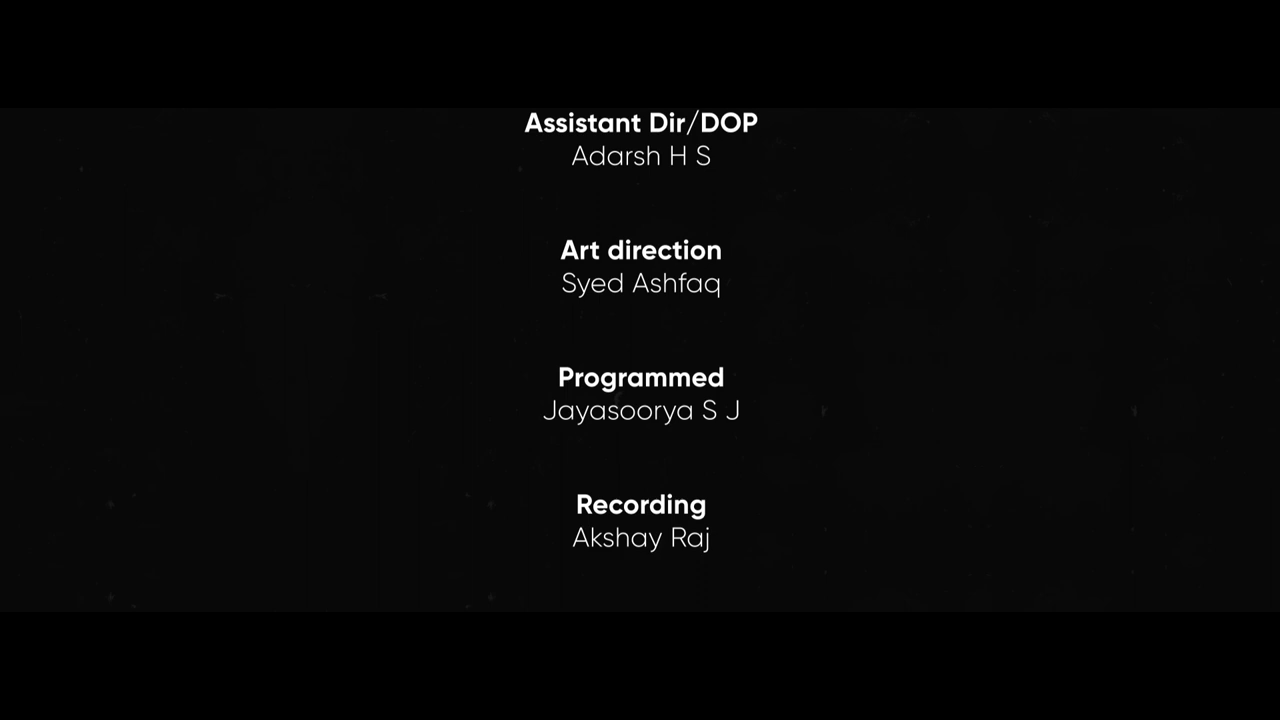 Assistant Dir/DOP
Adarsh H S
Art direction
Syed Ashfaq
Programmed
Jayasoorya S J
Recording
Akshay Raj